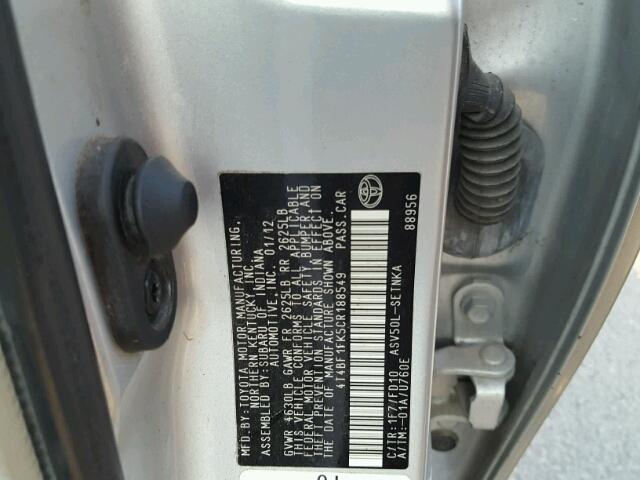 MFD. BY: TOYOTA MOTOR MANUFACTURING,
NORTHERN KENTUCKY, INC.
ASSEMBLED BY: SUBARU OF INDIANA
AUTOMOTIVE, INC. 01/12
GVWR 4630LB GAWR FR 2625LB RR 2625LB
THIS VEHICLE CONFORMS TO ALL APPLICABLE
FEDERAL MOTOR VEHICLE SAFETY, BUMPER, AND
THEFT PREVENTION STANDARDS IN EFFECT ON
THE DATE OF MANUFACTURE SHOWN ABOVE.
4T4BF1FK5CR188549 PASS. CAR
88956
C/TR: 1F7/FD10 ASV50L-SETNKA
A/TM: -01A/U760E